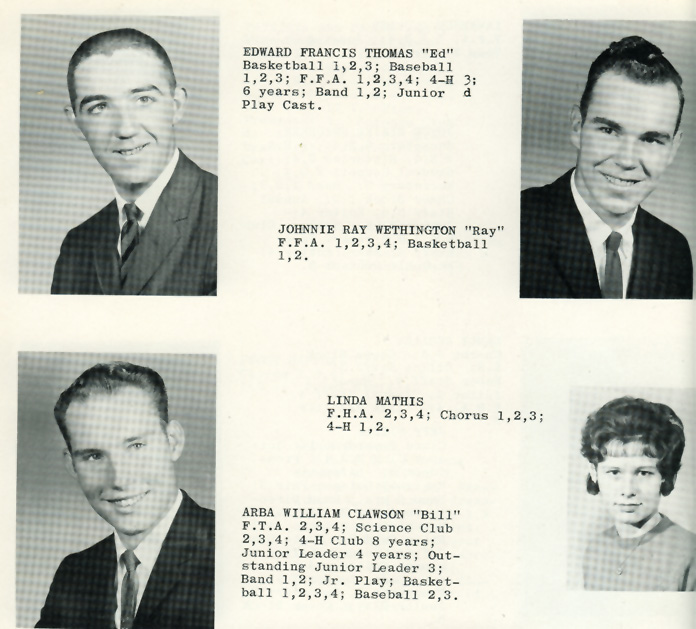 EDWARD FRANCIS THOMAS "Ed"
Basketball 1,2,3; Baseball
1,2,3; F.F.A. 1,2,3,4; 4-H 3;
6 years; Band 1,2; Junior d
Play Cast.
JOHNNIE RAY WETHINGTON "Ray"
F.F.A. 1,2,3,4; Basketball
1,2.
LINDA MATHIS
F.H.A. 2,3,4; Chorus 1,2,3;
4-H 1,2.
ARBA WILLIAM CLAWSON "Bill"
F.T.A. 2,3,4; Science Club
2,3,4; 4-H Club 8 years;
Junior Leader 4 years; Out-
standing Junior Leader 3;
Band 1,2; Jr. Play; Basket-
ball 1,2,3,4; Baseball 2,3.